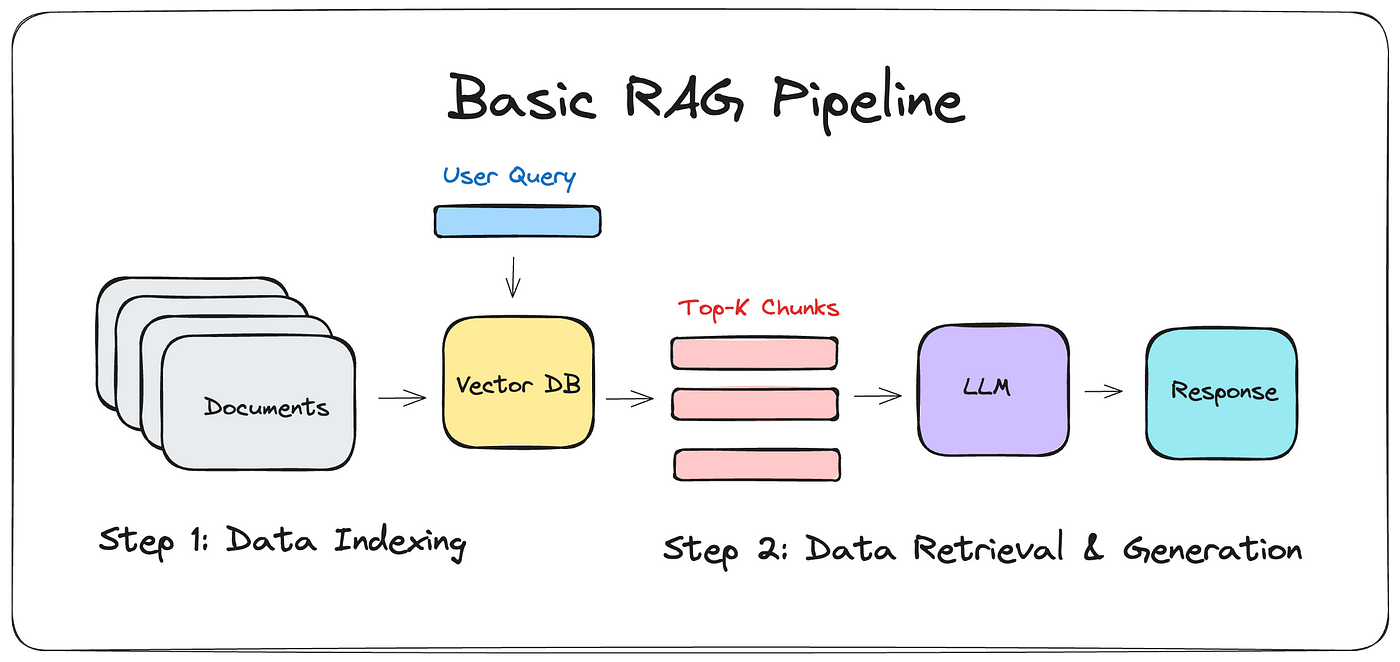 Basic RAG Pipeline
User Query
Top-K Chunks
Documents
Vector DB
LLM
Response
Step 1: Data Indexing
Step 2: Data Retrieval & Generation